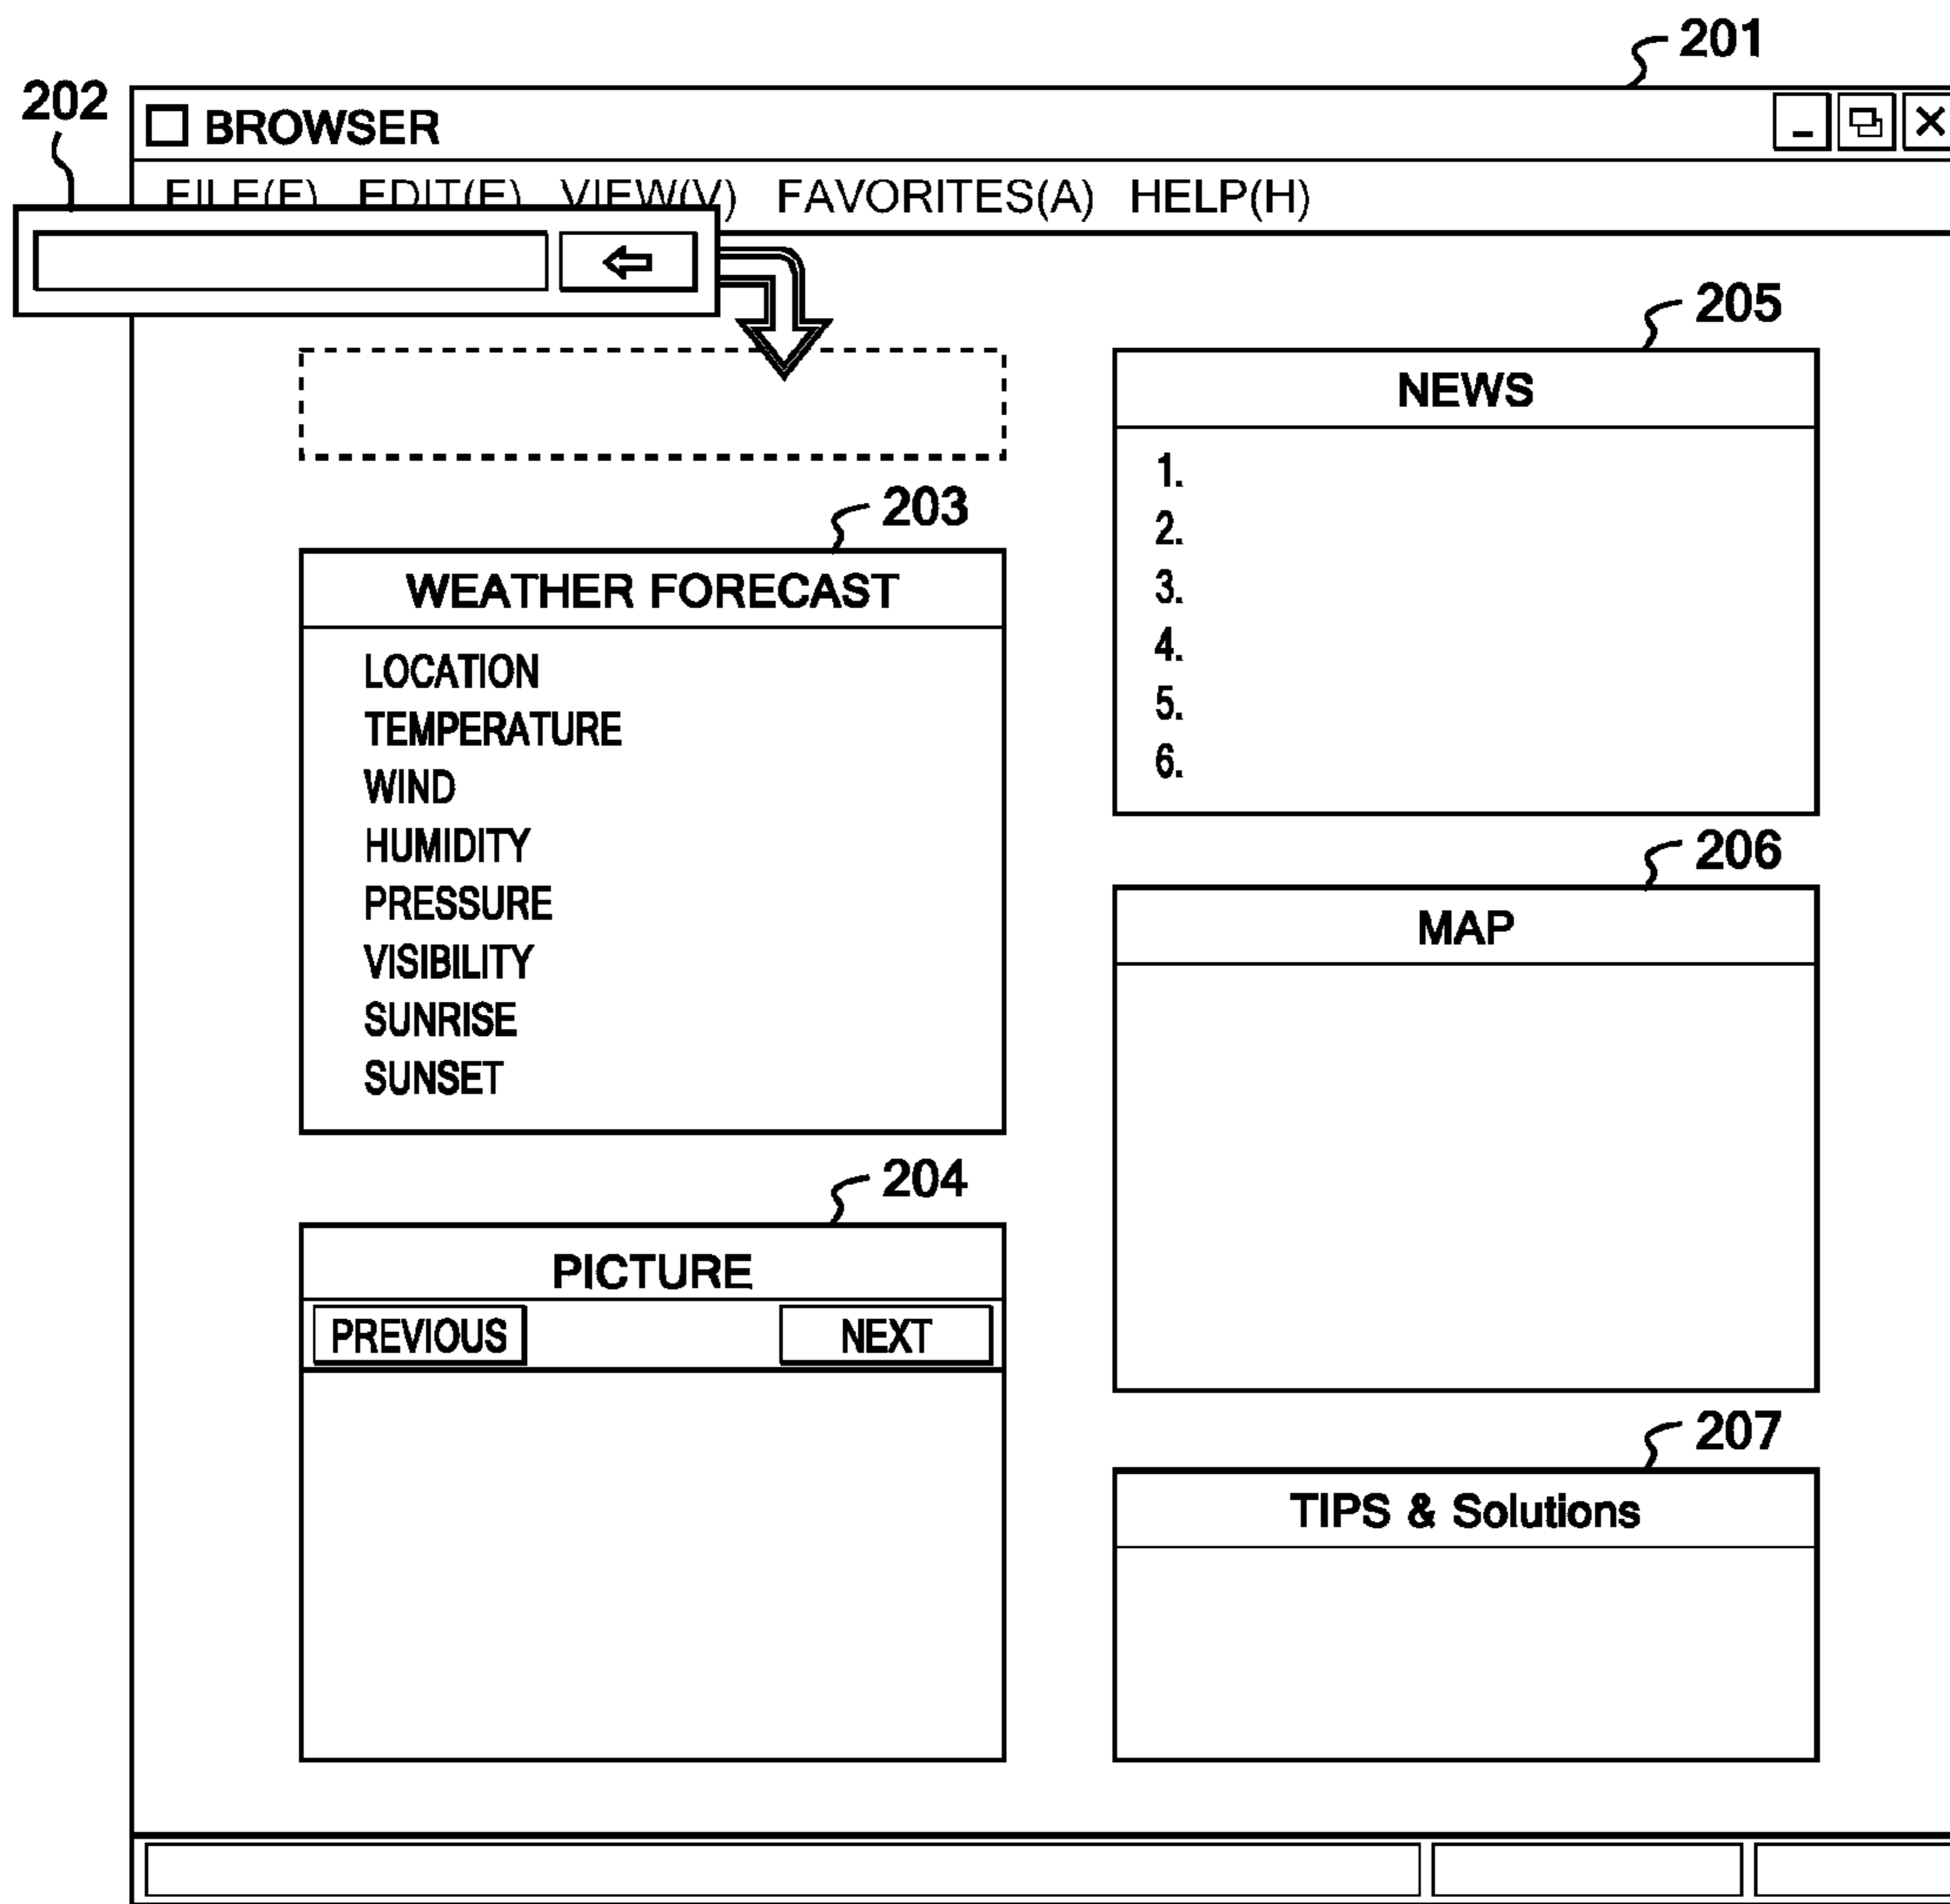 201
202
BROWSER
FILE(F) EDIT(E) VIEW(V) FAVORITES(A) HELP(H)
205
NEWS
1.
2.
3.
4.
5.
6.
203
WEATHER FORECAST
LOCATION
TEMPERATURE
WIND
HUMIDITY
PRESSURE
VISIBILITY
SUNRISE
SUNSET
206
MAP
204
PICTURE
PREVIOUS NEXT
207
TIPS & Solutions